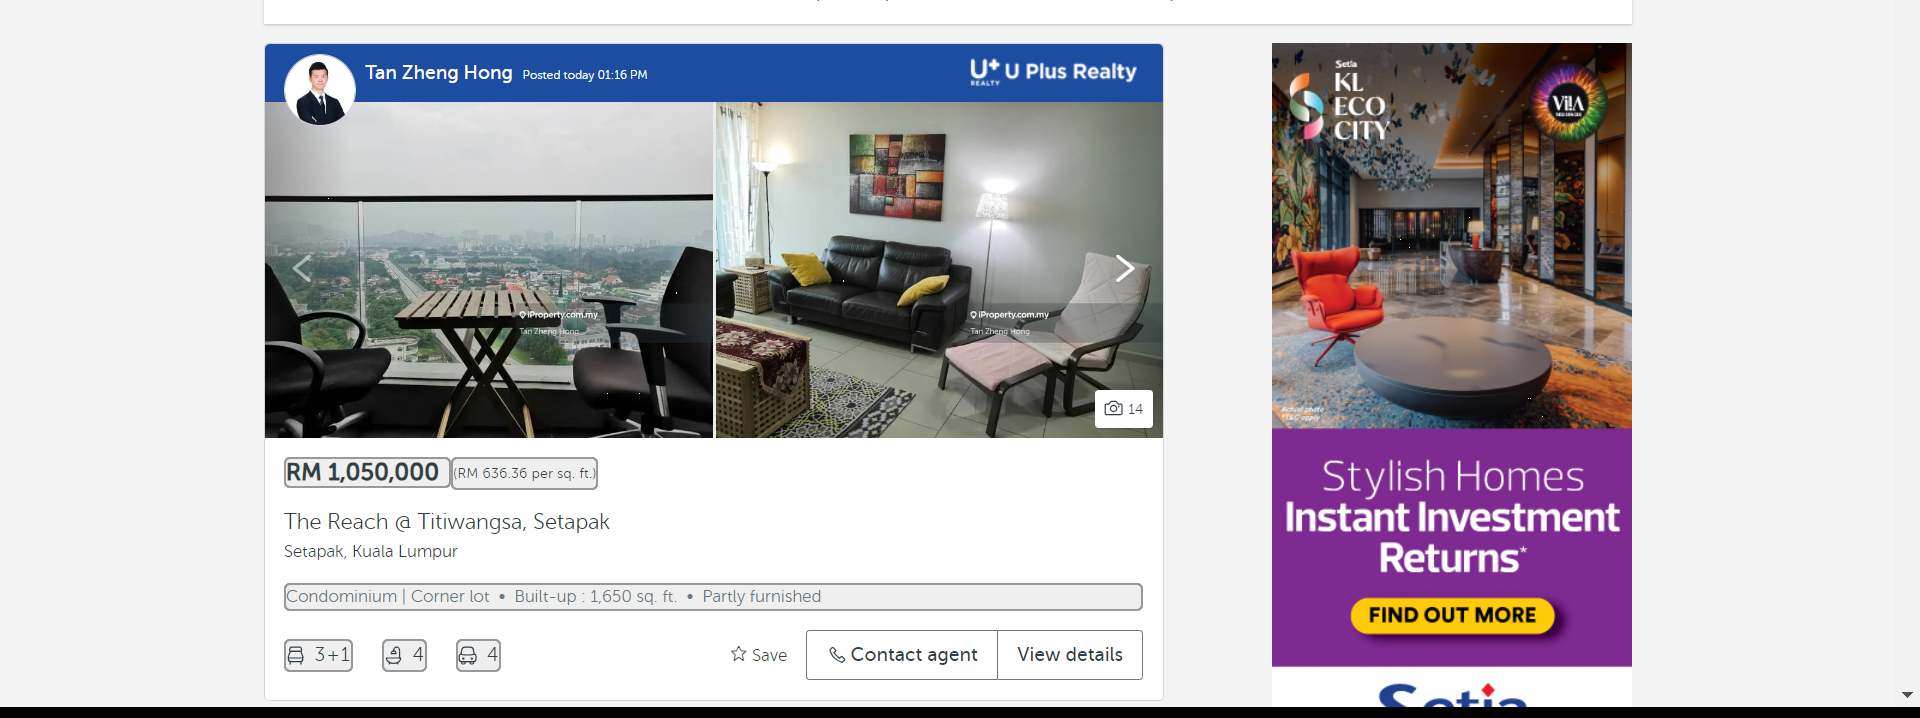 Tan Zheng Hong Posted today 01:16 PM
U+ REALTY U Plus Realty
iProperty.com.my
Tan Zheng Hong
iProperty.com.my
Tan Zheng Hong
14
RM 1,050,000 (RM 636.36 per sq. ft.)
The Reach @ Titiwangsa, Setapak
Setapak, Kuala Lumpur
Condominium | Corner lot • Built-up : 1,650 sq. ft. • Partly furnished
3+1 4 4
Save
Contact agent
View details
Setia
KL
ECO
CITY
Actual photo
*T&C apply
Stylish Homes
Instant Investment
Returns*
FIND OUT MORE
Setia